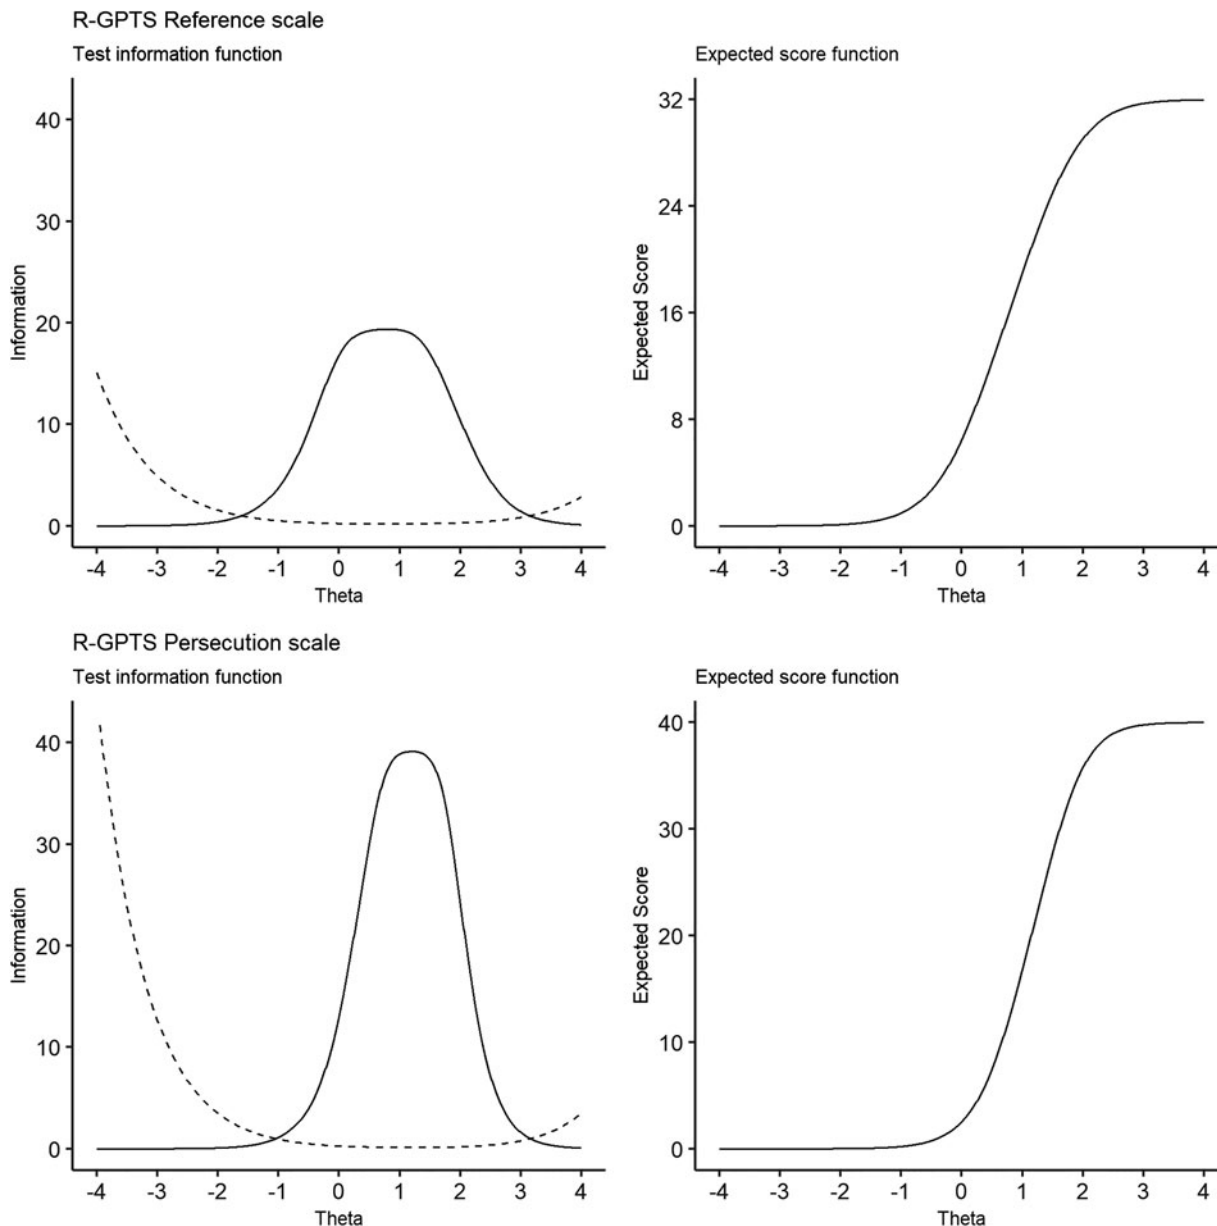 R-GPTS Reference scale
Test information function
Expected score function
40
30
20
10
0
Information
-4 -3 -2 -1 0 1 2 3 4
Theta
32
24
16
8
0
Expected Score
-4 -3 -2 -1 0 1 2 3 4
Theta
R-GPTS Persecution scale
Test information function
Expected score function
40
30
20
10
0
Information
-4 -3 -2 -1 0 1 2 3 4
Theta
40
30
20
10
0
Expected Score
-4 -3 -2 -1 0 1 2 3 4
Theta